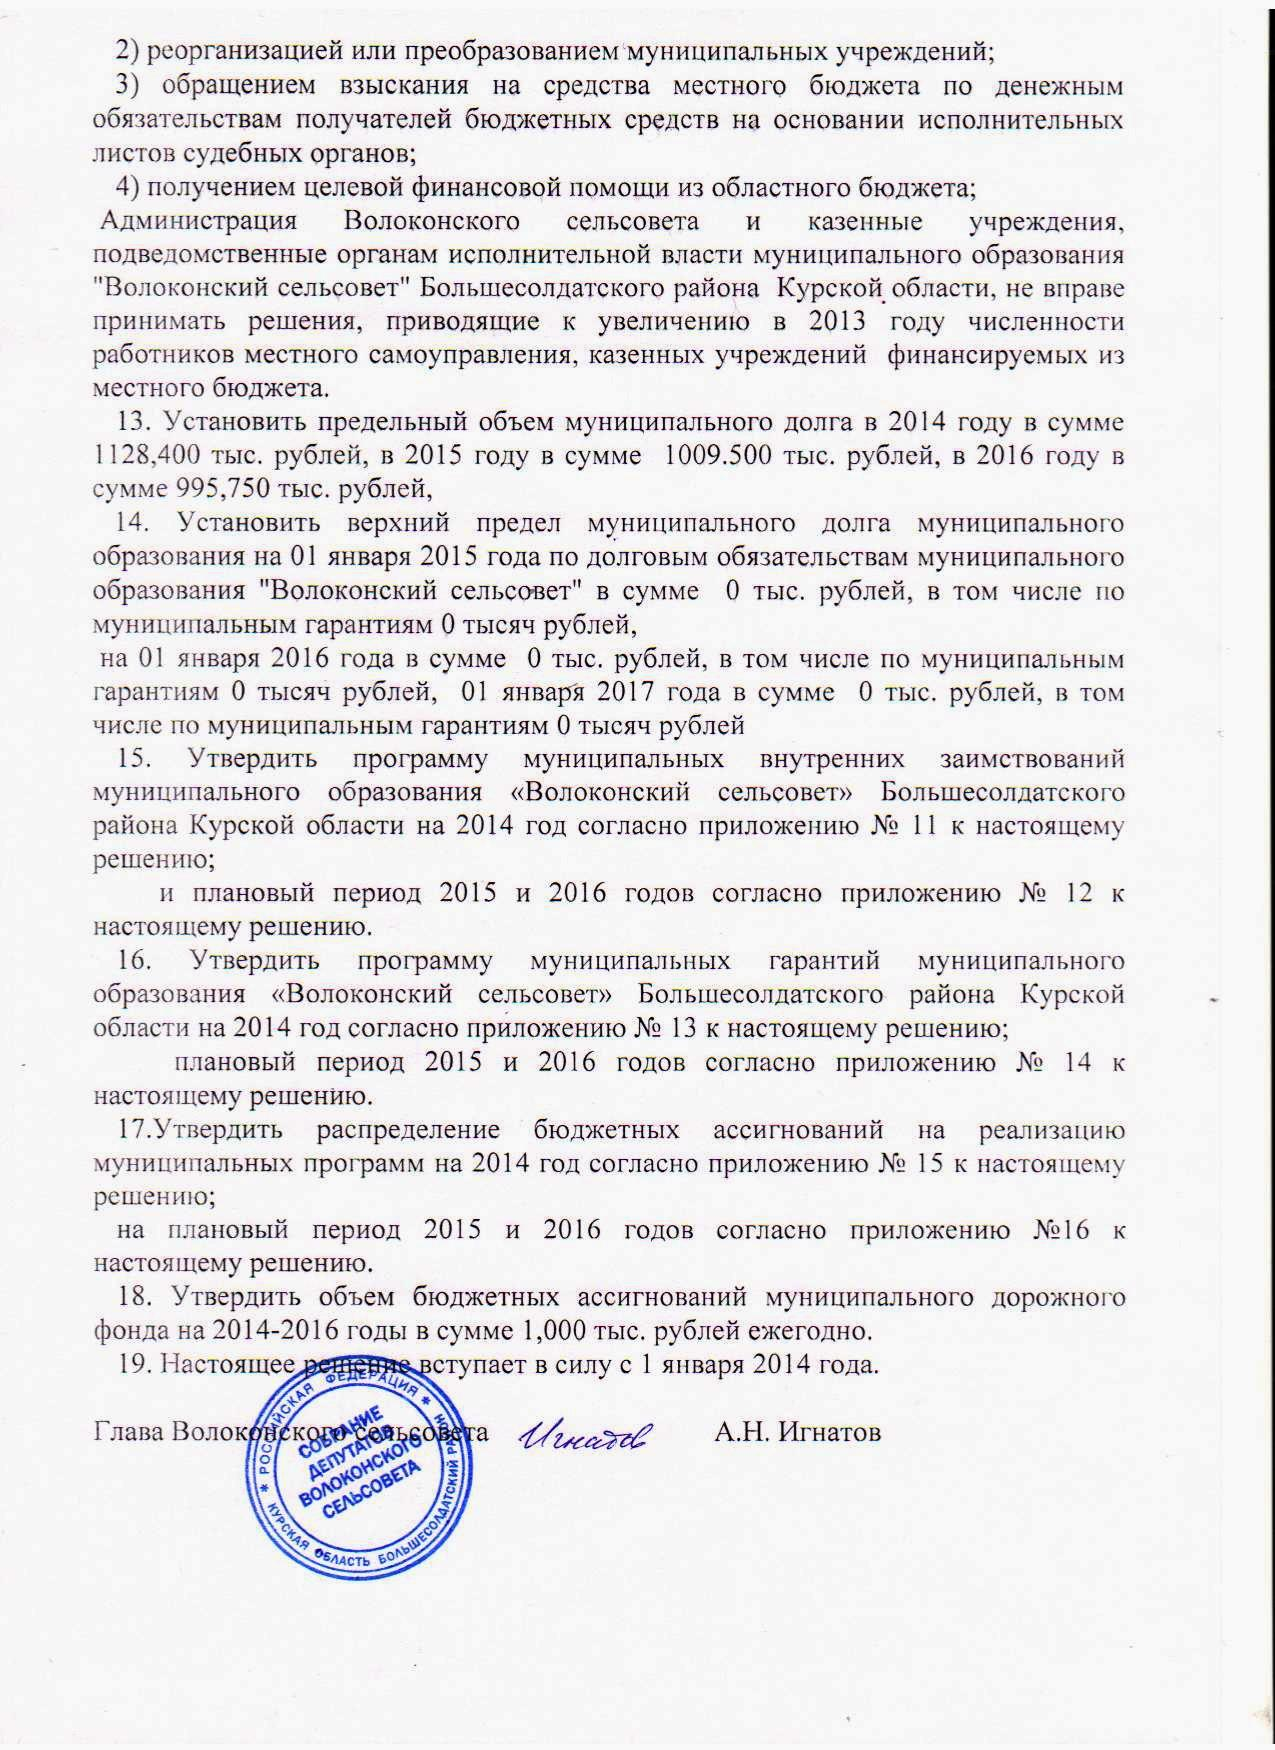 2) реорганизацией или преобразованием муниципальных учреждений;
3) обращением взыскания на средства местного бюджета по денежным
обязательствам получателей бюджетных средств на основании исполнительных
листов судебных органов;
4) получением целевой финансовой помощи из областного бюджета;
Администрация Волоконского сельсовета и казенные учреждения,
подведомственные органам исполнительной власти муниципального образования
"Волоконский сельсовет" Большесолдатского района Курской области, не вправе
принимать решения, приводящие к увеличению в 2013 году численности
работников местного самоуправления, казенных учреждений финансируемых из
местного бюджета.
13. Установить предельный объем муниципального долга в 2014 году в сумме
1128,400 тыс. рублей, в 2015 году в сумме 1009.500 тыс. рублей, в 2016 году в
сумме 995,750 тыс. рублей,
14. Установить верхний предел муниципального долга муниципального
образования на 01 января 2015 года по долговым обязательствам муниципального
образования "Волоконский сельсовет" в сумме 0 тыс. рублей, в том числе по
муниципальным гарантиям 0 тысяч рублей,
на 01 января 2016 года в сумме 0 тыс. рублей, в том числе по муниципальным
гарантиям 0 тысяч рублей, 01 января 2017 года в сумме 0 тыс. рублей, в том
числе по муниципальным гарантиям 0 тысяч рублей
15. Утвердить программу муниципальных внутренних заимствований
муниципального образования «Волоконский сельсовет» Большесолдатского
района Курской области на 2014 год согласно приложению № 11 к настоящему
решению;
и плановый период 2015 и 2016 годов согласно приложению № 12 к
настоящему решению.
16. Утвердить программу муниципальных гарантий муниципального
образования «Волоконский сельсовет» Большесолдатского района Курской
области на 2014 год согласно приложению № 13 к настоящему решению;
плановый период 2015 и 2016 годов согласно приложению № 14 к
настоящему решению.
17.Утвердить распределение бюджетных ассигнований на реализацию
муниципальных программ на 2014 год согласно приложению № 15 к настоящему
решению;
на плановый период 2015 и 2016 годов согласно приложению №16 к
настоящему решению.
18. Утвердить объем бюджетных ассигнований муниципального дорожного
фонда на 2014-2016 годы в сумме 1,000 тыс. рублей ежегодно.
19. Настоящее решение вступает в силу с 1 января 2014 года.
Глава Волоконского сельсовета Игнатов А.Н. Игнатов
* РОССИЙСКАЯ ФЕДЕРАЦИЯ *
КУРСКАЯ ОБЛАСТЬ БОЛЬШЕСОЛДАТСКИЙ
СОБРАНИЕ
ДЕПУТАТОВ
ВОЛОКОНСКОГО
СЕЛЬСОВЕТА